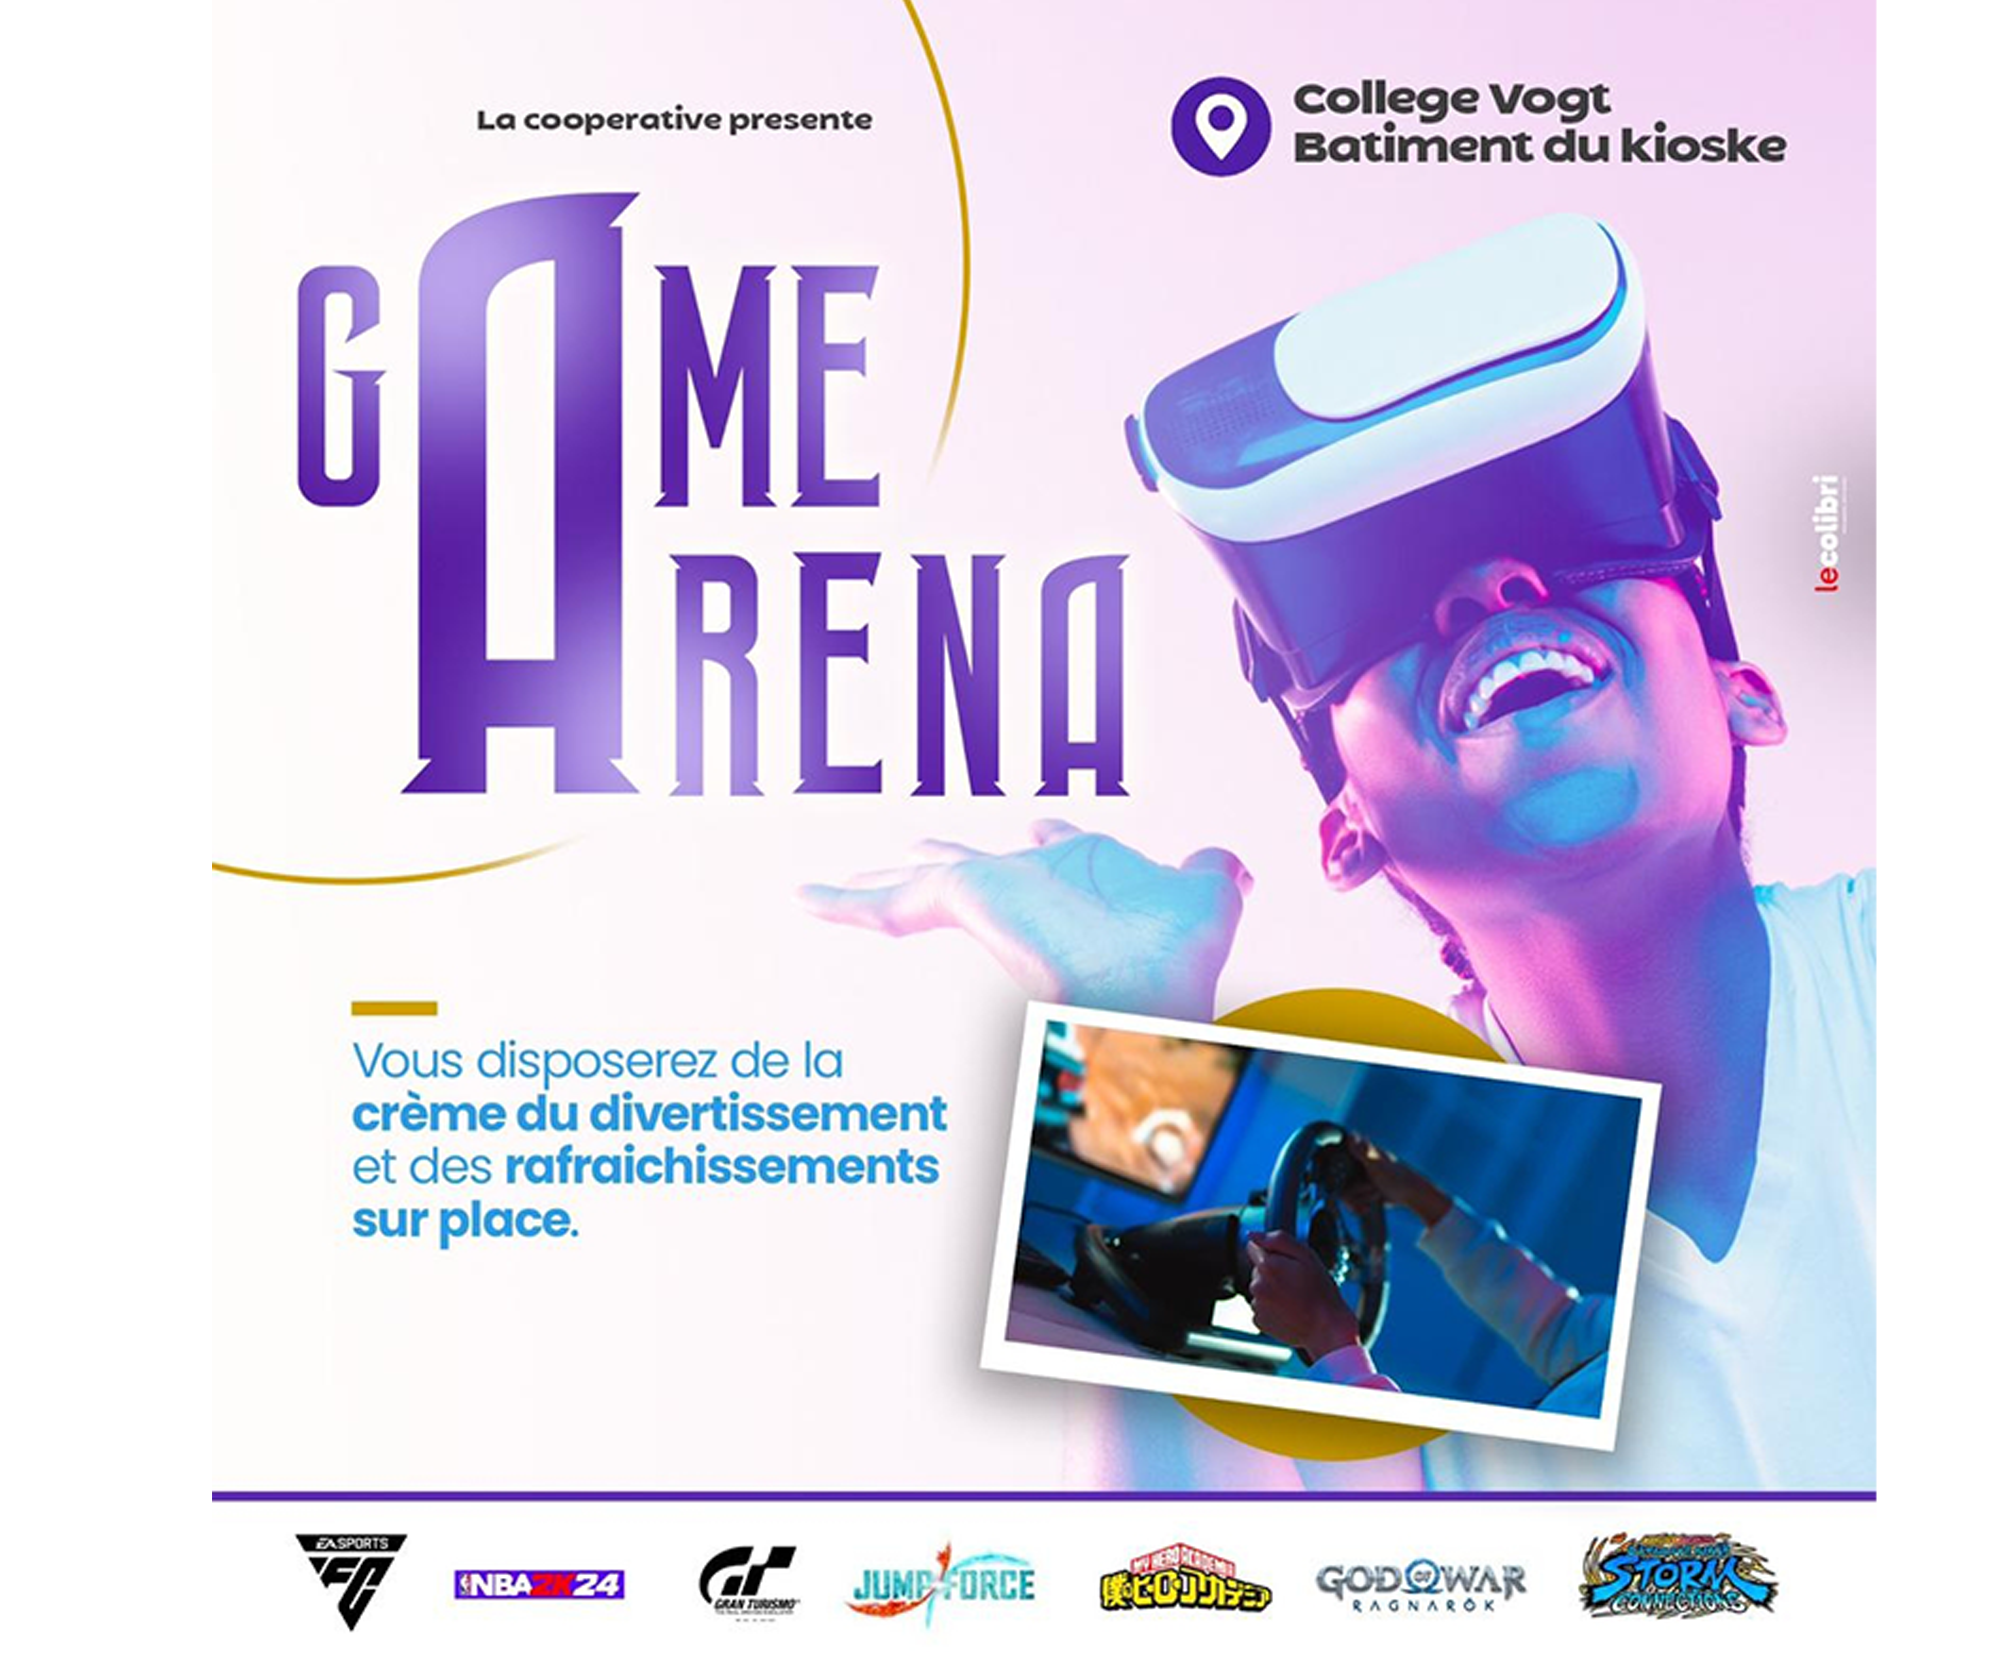 La cooperative presente
College Vogt
Batiment du kioske
GAME
ARENA
lecolibri
Vous disposerez de la
crème du divertissement
et des rafraichissements
sur place.
EA SPORTS
FC
NBA 2K24
GT
GRAN TURISMO
JUMP FORCE
MY HERO ACADEMIA
僕のヒーローアカデミア
GOD OF WAR
RAGNARÖK
STORM
CONNECTIONS